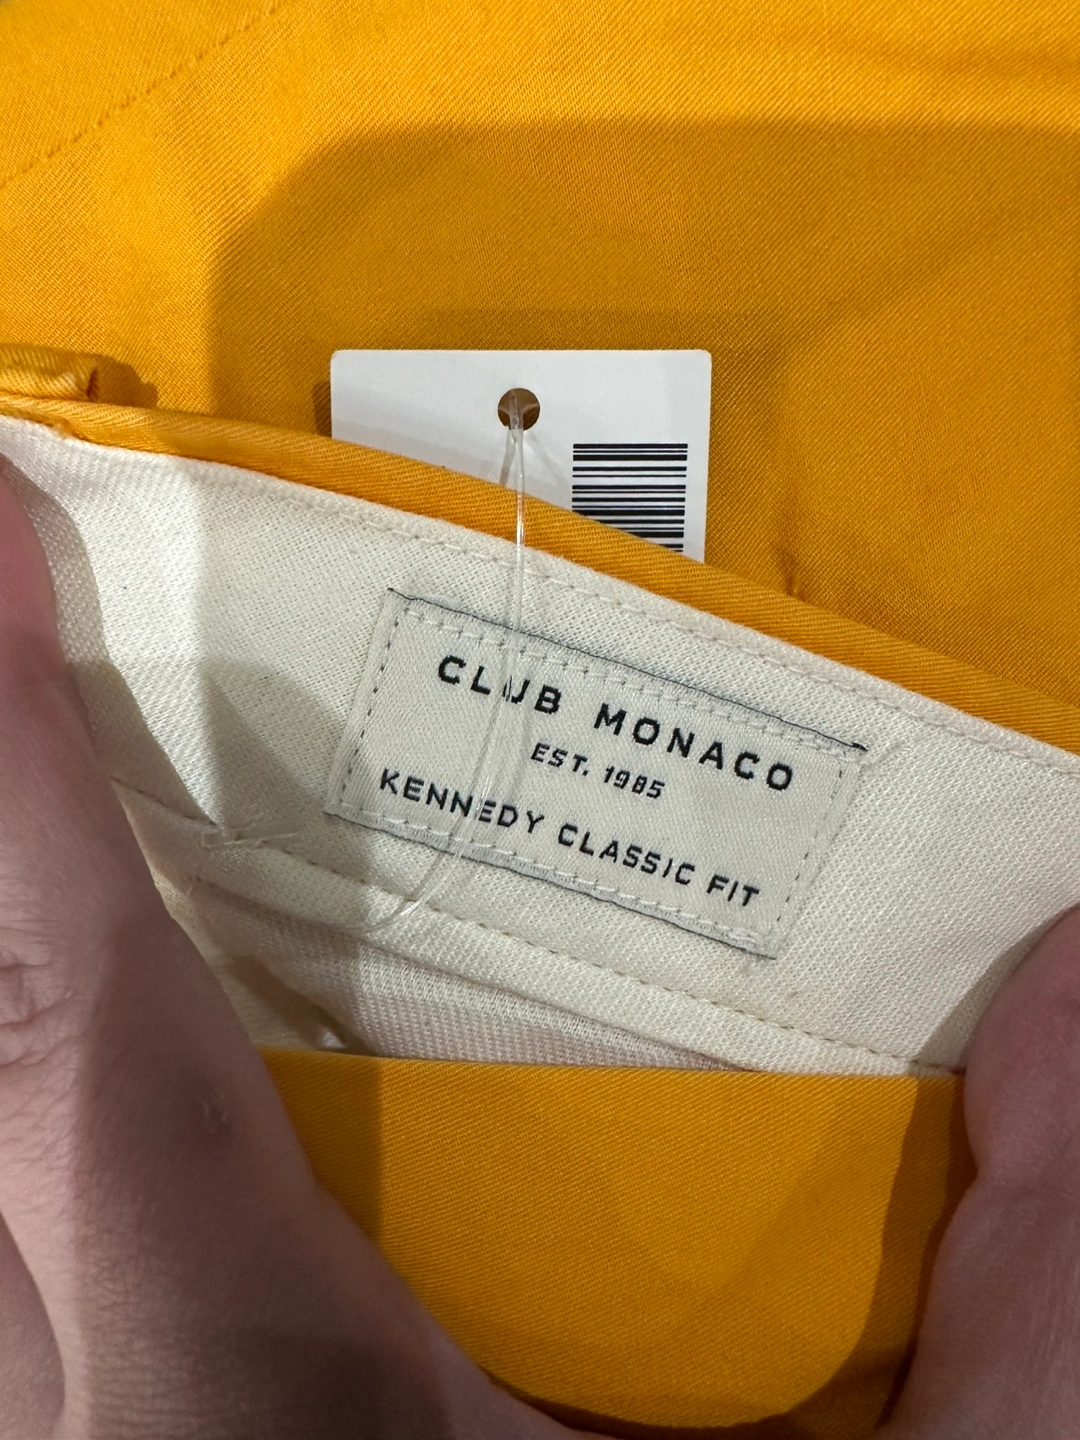 CLUB MONACO
EST. 1985
KENNEDY CLASSIC FIT